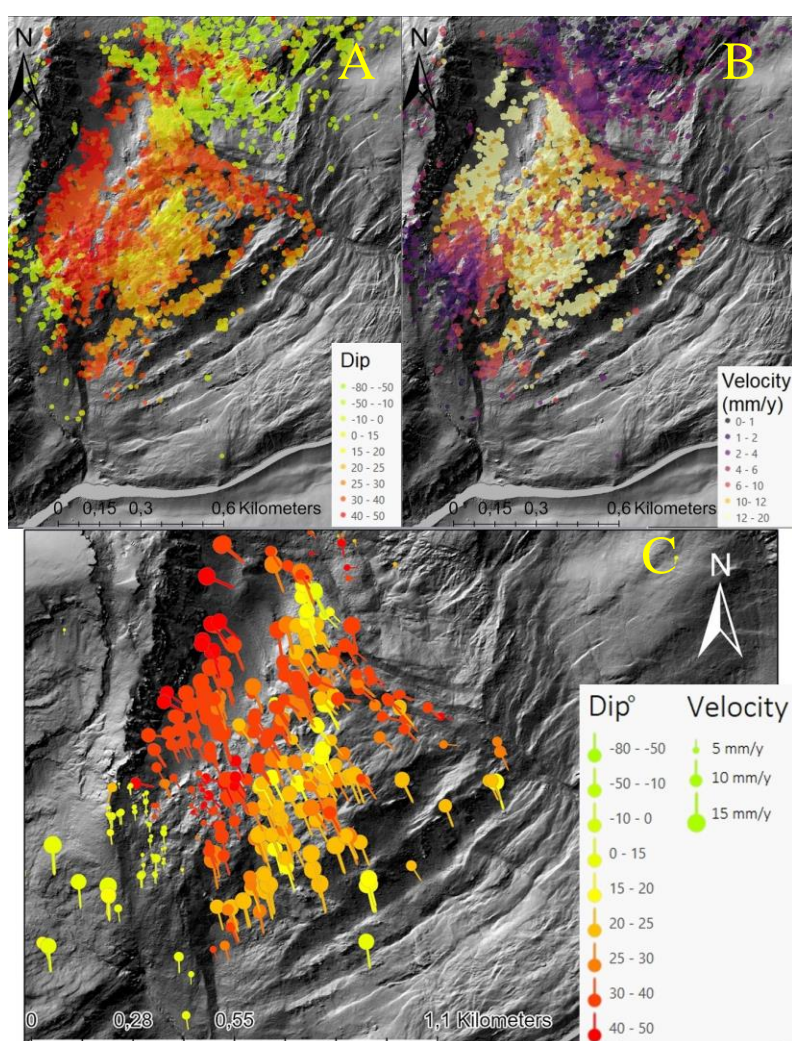 N
A
Dip
-80 - -50
-50 - -10
-10 - 0
0 - 15
15 - 20
20 - 25
25 - 30
30 - 40
40 - 50
0 0,15 0,3 0,6 Kilometers
N
B
Velocity
(mm/y)
0- 1
1 - 2
2 - 4
4 - 6
6 - 10
10 - 12
12 - 20
0 0,15 0,3 0,6 Kilometers
C
N
Dip°
-80 - -50
-50 - -10
-10 - 0
0 - 15
15 - 20
20 - 25
25 - 30
30 - 40
40 - 50
Velocity
5 mm/y
10 mm/y
15 mm/y
0 0,28 0,55 1,1 Kilometers